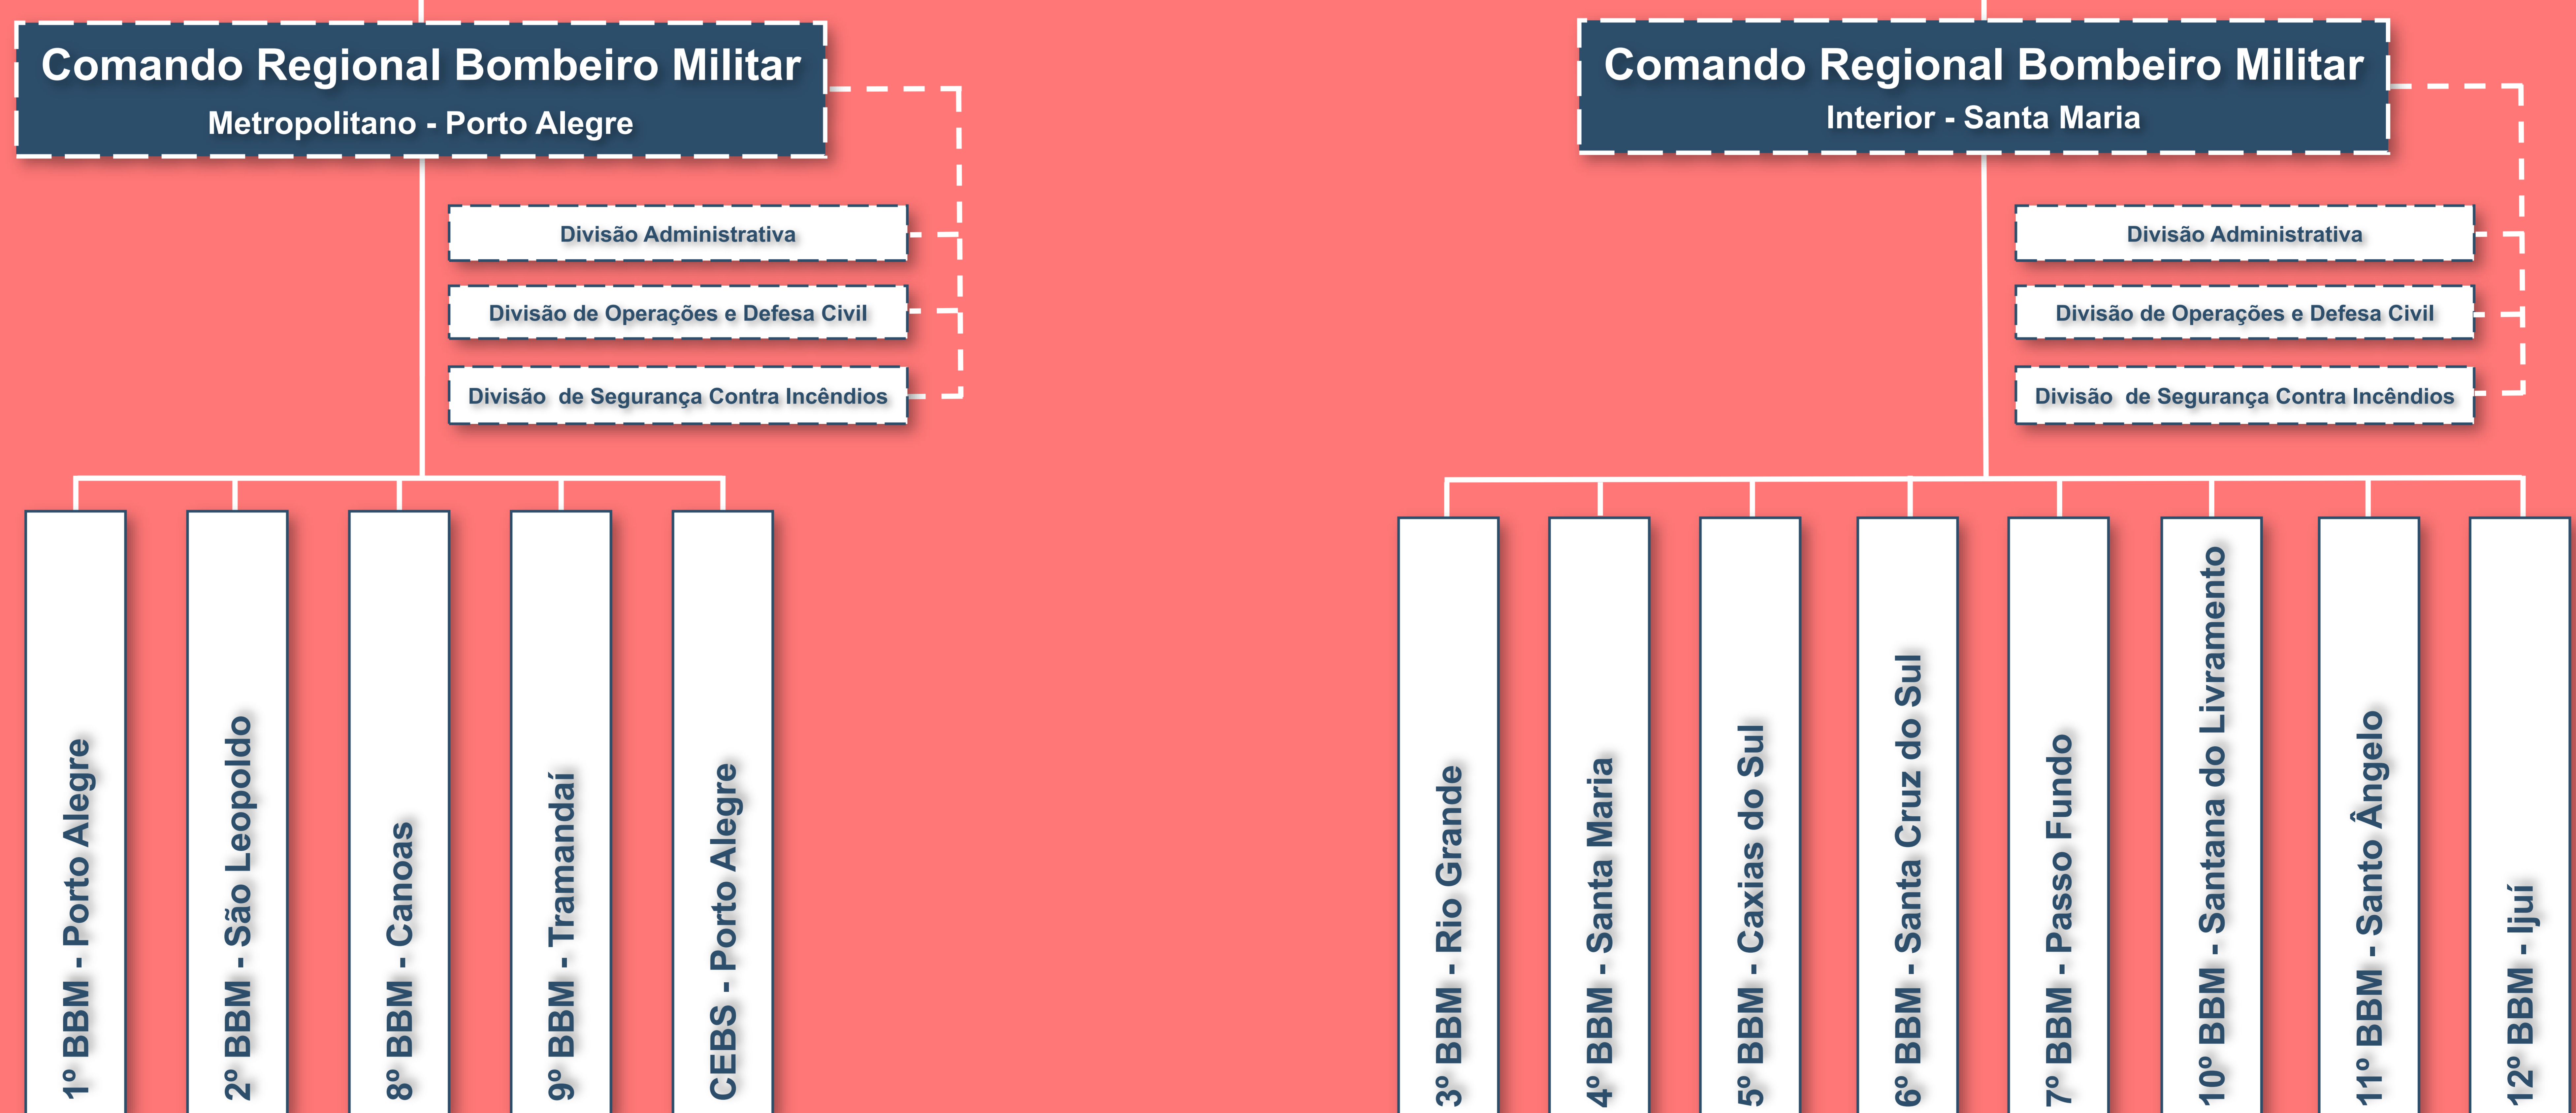 Comando Regional Bombeiro Militar
Metropolitano - Porto Alegre
Divisão Administrativa
Divisão de Operações e Defesa Civil
Divisão  de Segurança Contra Incêndios
1º BBM - Porto Alegre
2º BBM - São Leopoldo
8º BBM - Canoas
9º BBM - Tramandaí
CEBS - Porto Alegre
Comando Regional Bombeiro Militar
Interior - Santa Maria
Divisão Administrativa
Divisão de Operações e Defesa Civil
Divisão  de Segurança Contra Incêndios
3º BBM - Rio Grande
4º BBM - Santa Maria
5º BBM - Caxias do Sul
6º BBM - Santa Cruz do Sul
7º BBM - Passo Fundo
10º BBM - Santana do Livramento
11º BBM - Santo Ângelo
12º BBM - Ijuí